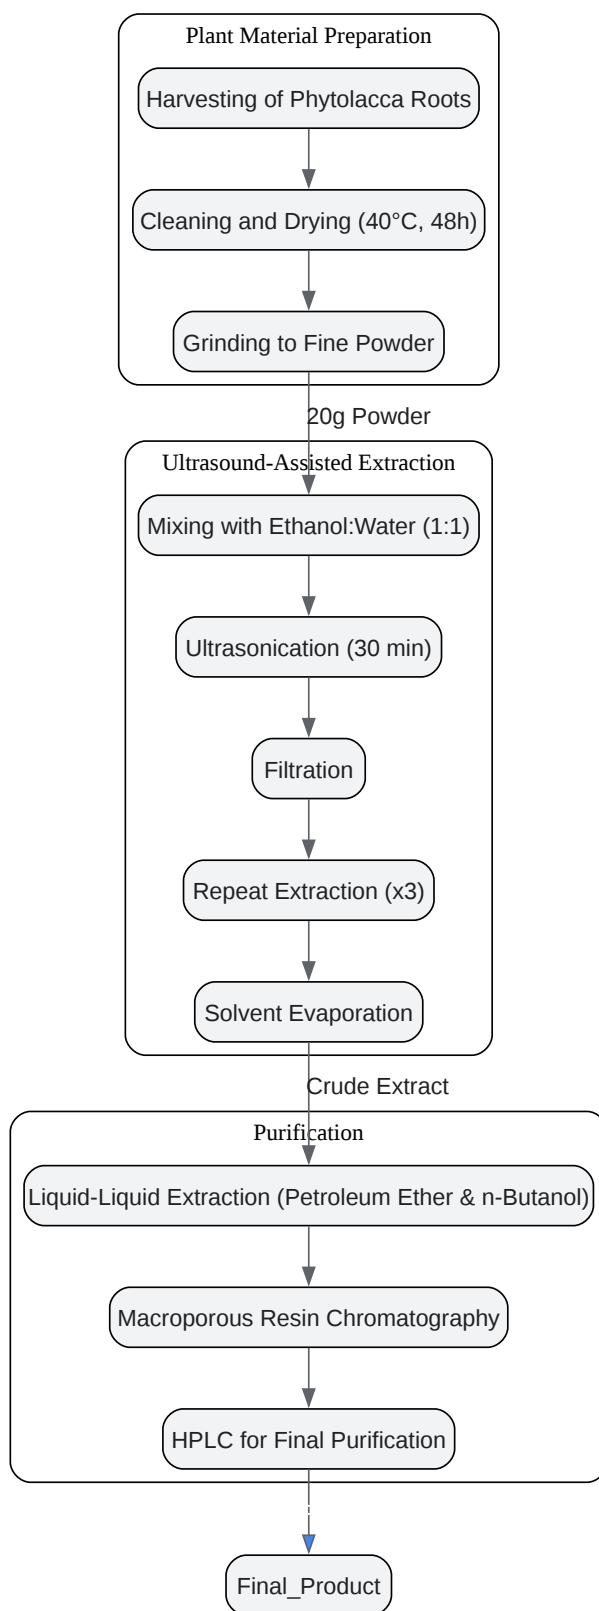 Plant Material Preparation
Harvesting of Phytolacca Roots
Cleaning and Drying (40°C, 48h)
Grinding to Fine Powder
20g Powder
Ultrasound-Assisted Extraction
Mixing with Ethanol:Water (1:1)
Ultrasonication (30 min)
Filtration
Repeat Extraction (x3)
Solvent Evaporation
Crude Extract
Purification
Liquid-Liquid Extraction (Petroleum Ether & n-Butanol)
Macroporous Resin Chromatography
HPLC for Final Purification
Final_Product